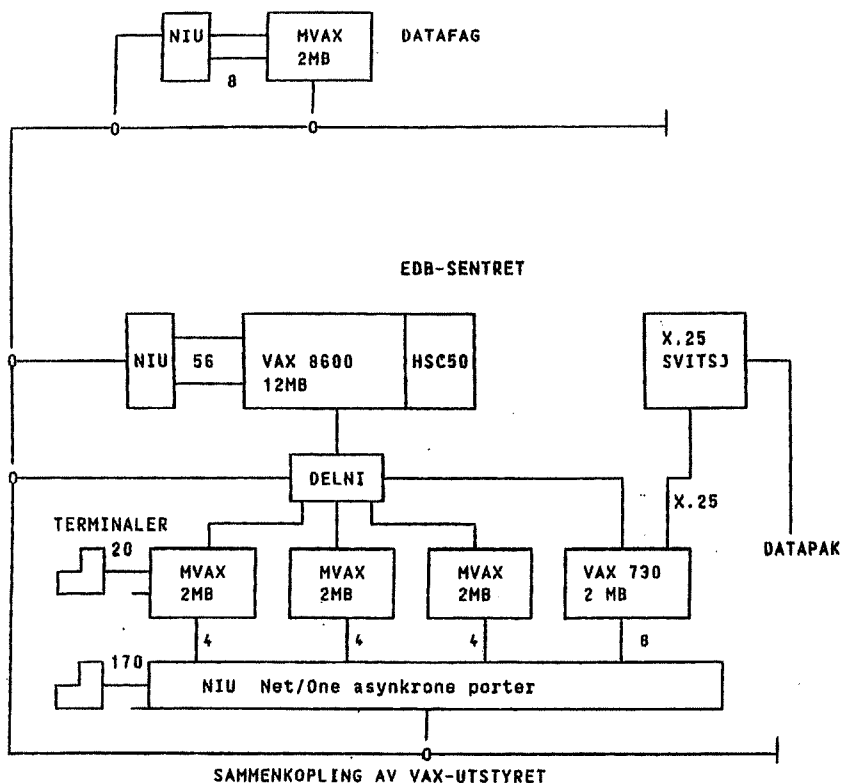 NIU
MVAX
2MB
DATAFAG
8
EDB-SENTRET
NIU
56
VAX 8600
12MB
HSC50
X.25
SVITSJ
DELNI
X.25
DATAPAK
TERMINALER
20
MVAX
2MB
MVAX
2MB
MVAX
2MB
VAX 730
2 MB
4
4
4
8
170
NIU Net/One asynkrone porter
SAMMENKOPLING AV VAX-UTSTYRET